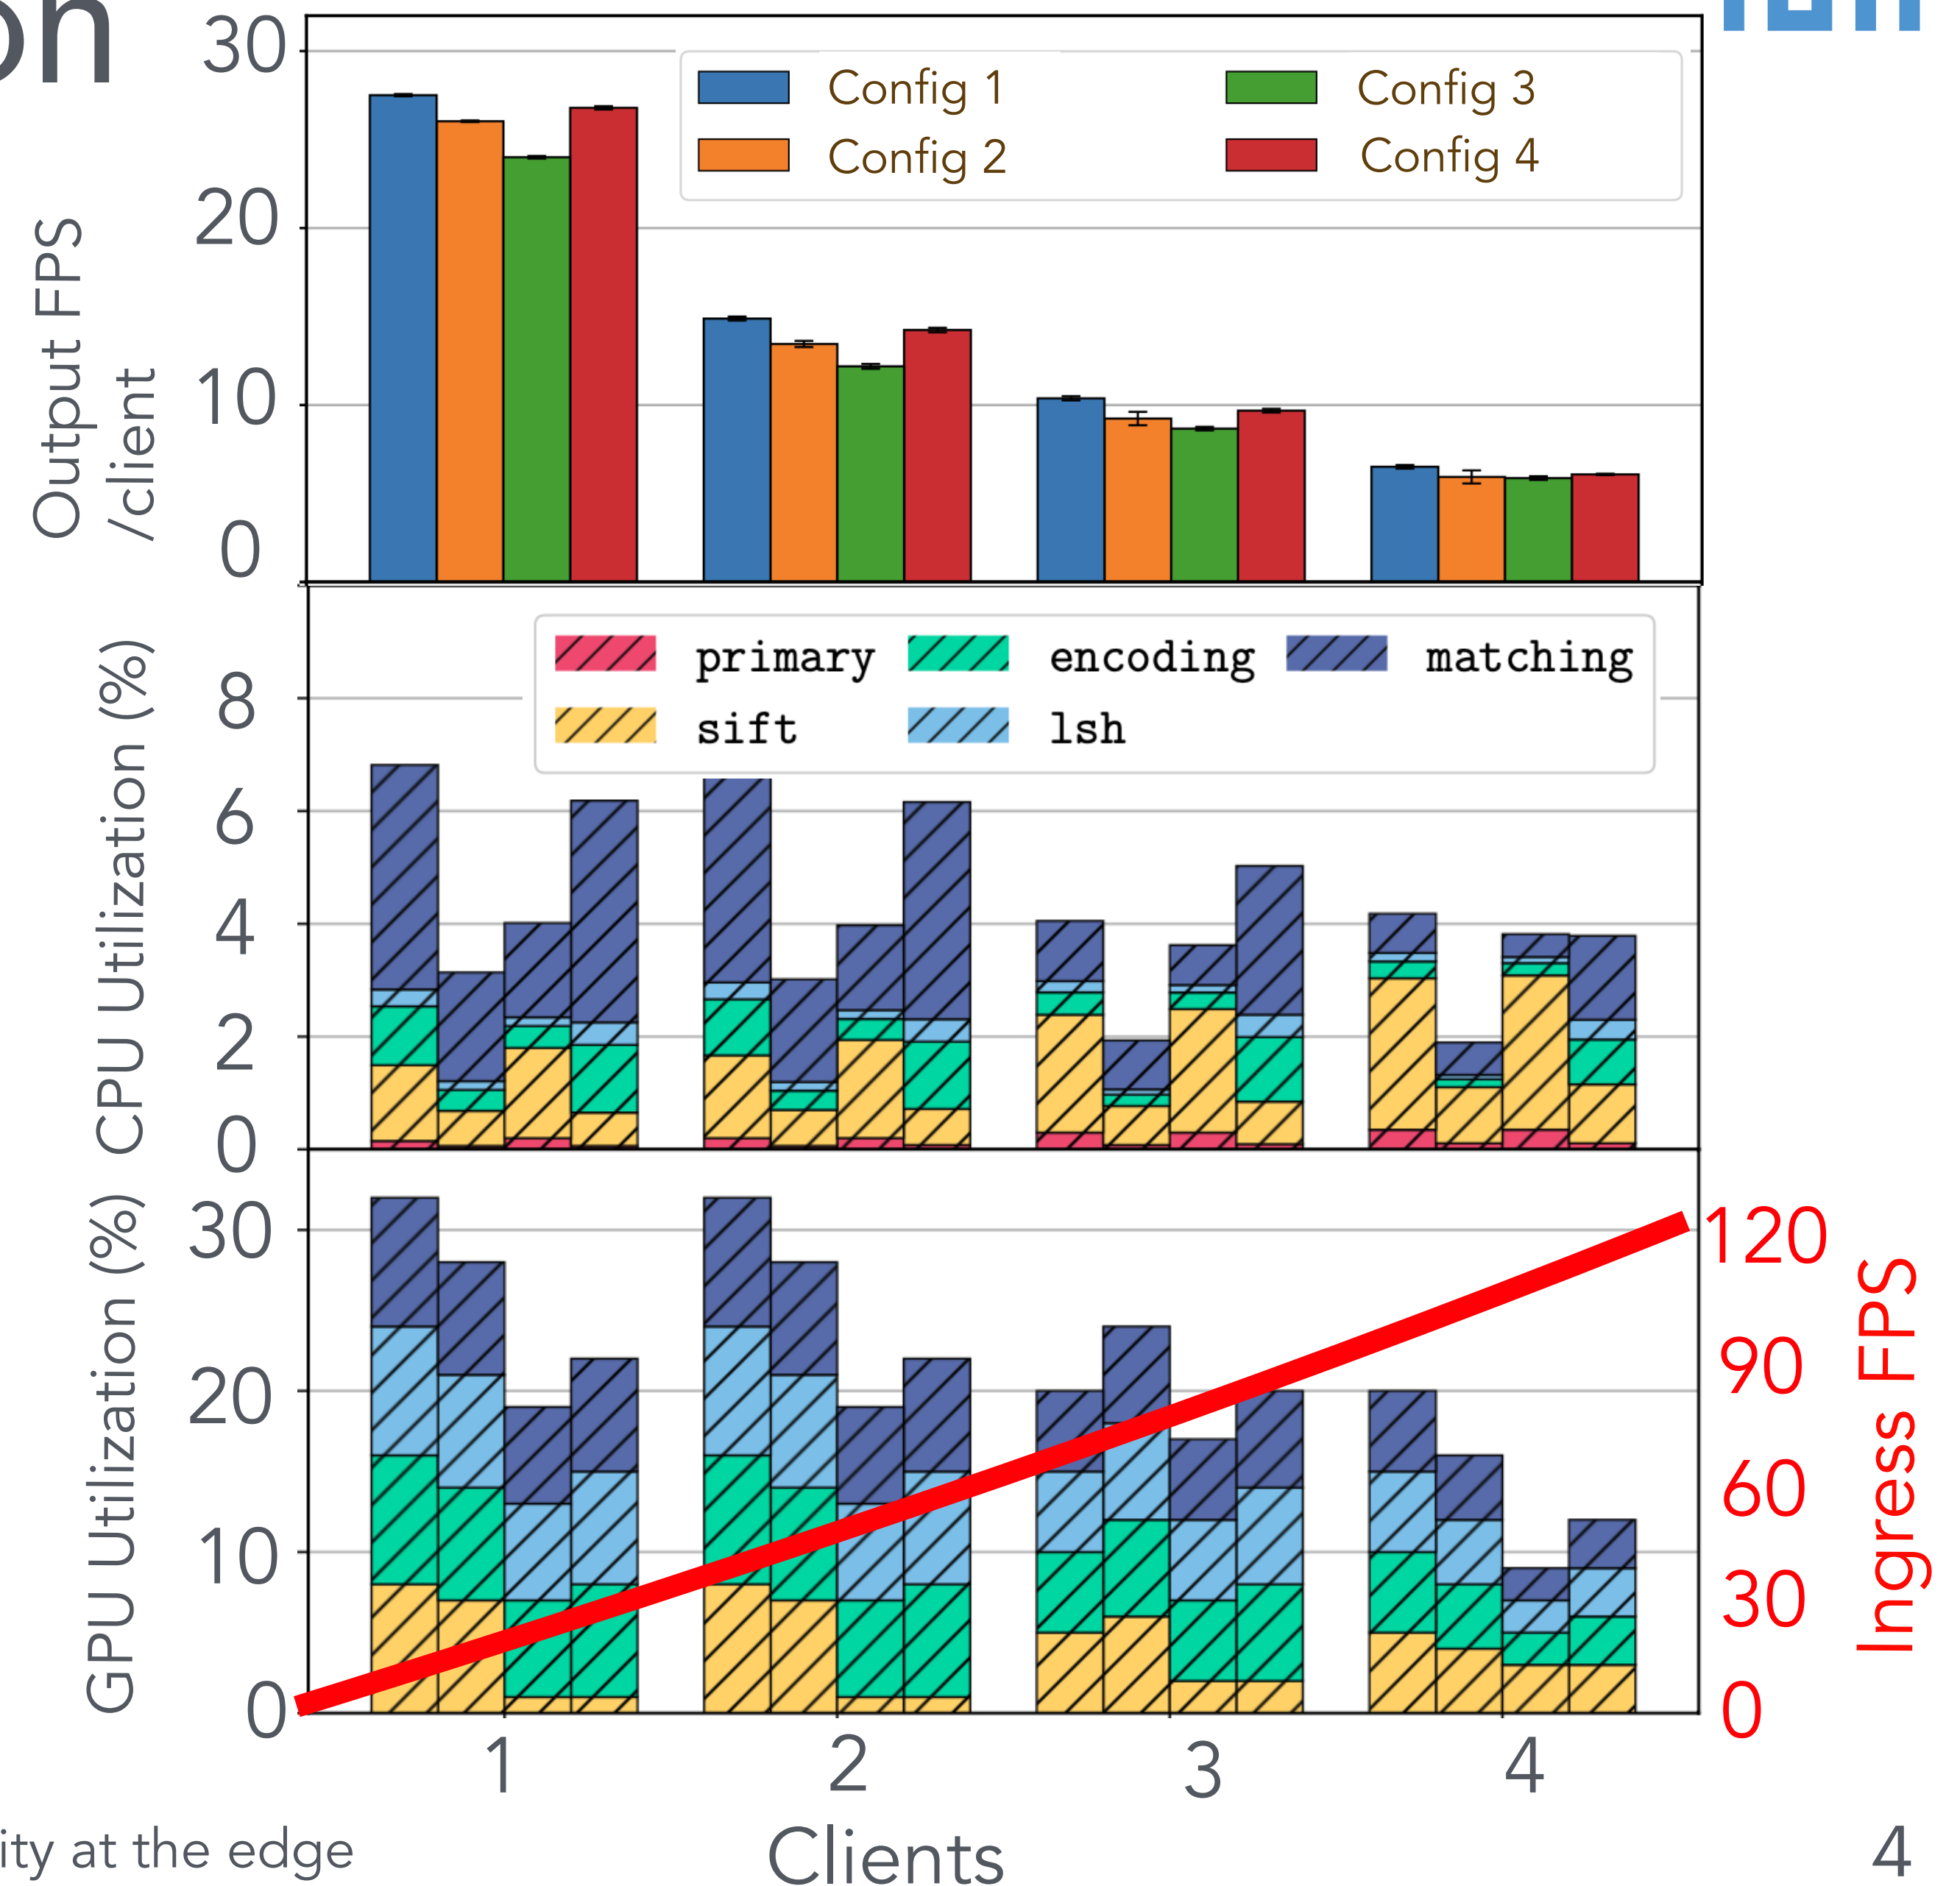 on
30
20
10
0
Output FPS
/client
Config 1
Config 3
Config 2
Config 4
8
6
4
2
0
CPU Utilization (%)
primary
encoding
matching
sift
lsh
30
20
10
0
GPU Utilization (%)
120
90
60
30
0
Ingress FPS
1
2
3
4
Clients
ity at the edge
4